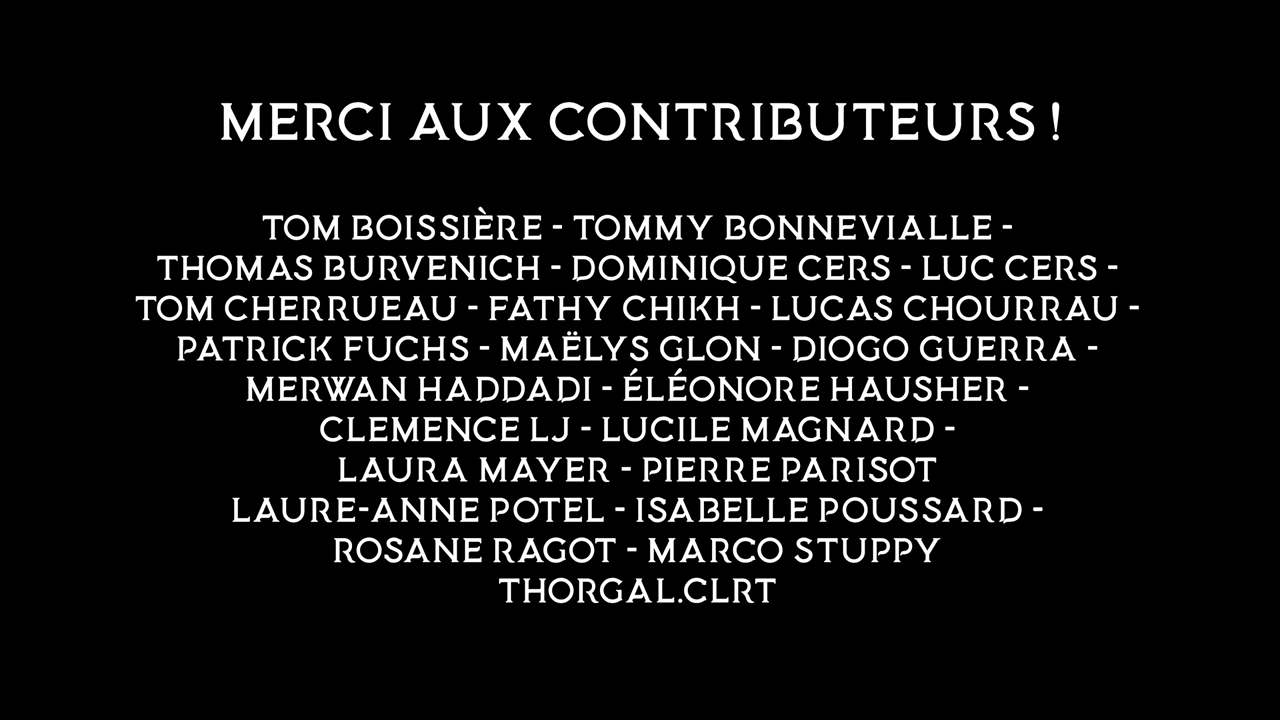 MERCI AUX CONTRIBUTEURS !
TOM BOISSIÈRE - TOMMY BONNEVIALLE -
THOMAS BURVENICH - DOMINIQUE CERS - LUC CERS -
TOM CHERRUEAU - FATHY CHIKH - LUCAS CHOURRAU -
PATRICK FUCHS - MAËLYS GLON - DIOGO GUERRA -
MERWAN HADDADI - ÉLÉONORE HAUSHER -
CLEMENCE LJ - LUCILE MAGNARD -
LAURA MAYER - PIERRE PARISOT
LAURE-ANNE POTEL - ISABELLE POUSSARD -
ROSANE RAGOT - MARCO STUPPY
THORGAL.CLRT